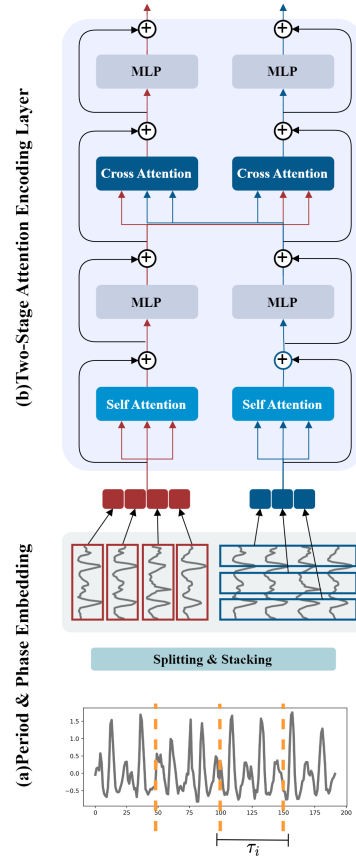 (b)Two-Stage Attention Encoding Layer
MLP
MLP
Cross Attention
Cross Attention
MLP
MLP
Self Attention
Self Attention
(a)Period & Phase Embedding
Splitting & Stacking
1.5
1.0
0.5
0.0
−0.5
0 25 50 75 100 125 150 175 200
τi